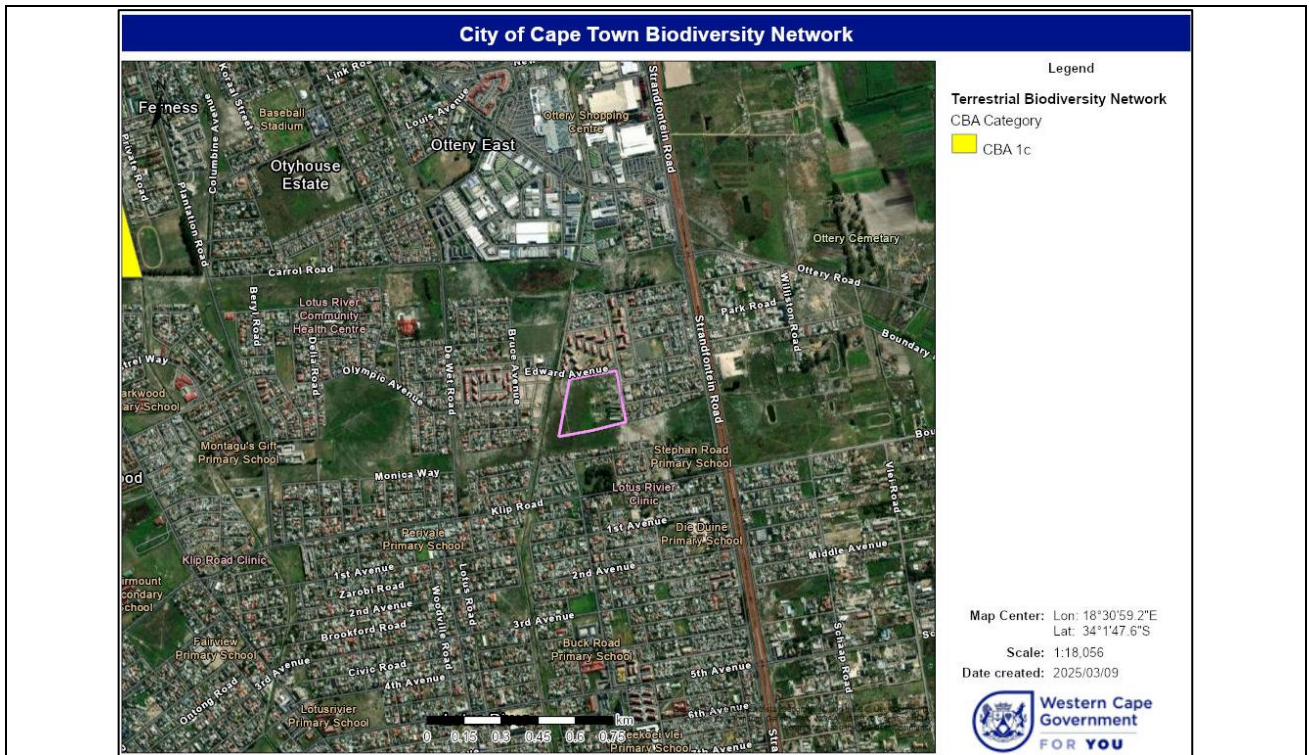 City of Cape Town Biodiversity Network
Legend
Terrestrial Biodiversity Network
CBA Category
CBA 1c
Link Road
Louis Avenue
Korzal Street
Columbine Avenue
Baseball
Stadium
Ottery Shopping
Centre
Strandfontein Road
Private Road
Plantation Road
Ottery East
Otyhouse
Estate
Ottery Cemetary
Carrol Road
Ottery Road
Williston Road
Park Road
Beryl Road
Lotus River
Community
Health Centre
Delia Road
De Wet Road
Bruce Avenue
Edward Avenue
Strandfontein Road
Boundary
Olympic Avenue
Montagu's Gift
Primary School
Stephan Road
Primary School
Monica Way
Lotus Rivier
Clinic
Vlei Road
Klip Road
1st Avenue
Die Duine
Primary School
Perivale
Primary School
Middle Avenue
Klip Road Clinic
1st Avenue
2nd Avenue
Zarobi Road
2nd Avenue
Woodville Road
Lotus Road
3rd Avenue
Brookford Road
Schaap Road
Fairview
Primary School
Buck Road
Primary School
3rd Avenue
Civic Road
4th Avenue
5th Avenue
Ontong Road
6th Avenue
Lotusrivier
Primary School
Primary School
km
0 0.15 0.3 0.45 0.6 0.75
Map Center: Lon: 18°30'59.2"E
Lat: 34°1'47.6"S
Scale: 1:18,056
Date created: 2025/03/09
Western Cape
Government
FOR YOU